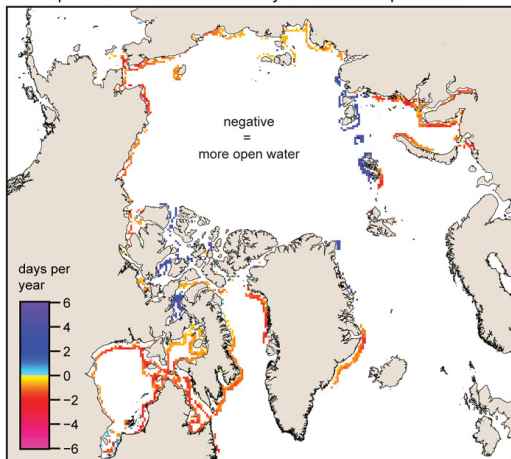 negative
=
more open water
days per
year
6
4
2
0
−2
−4
−6